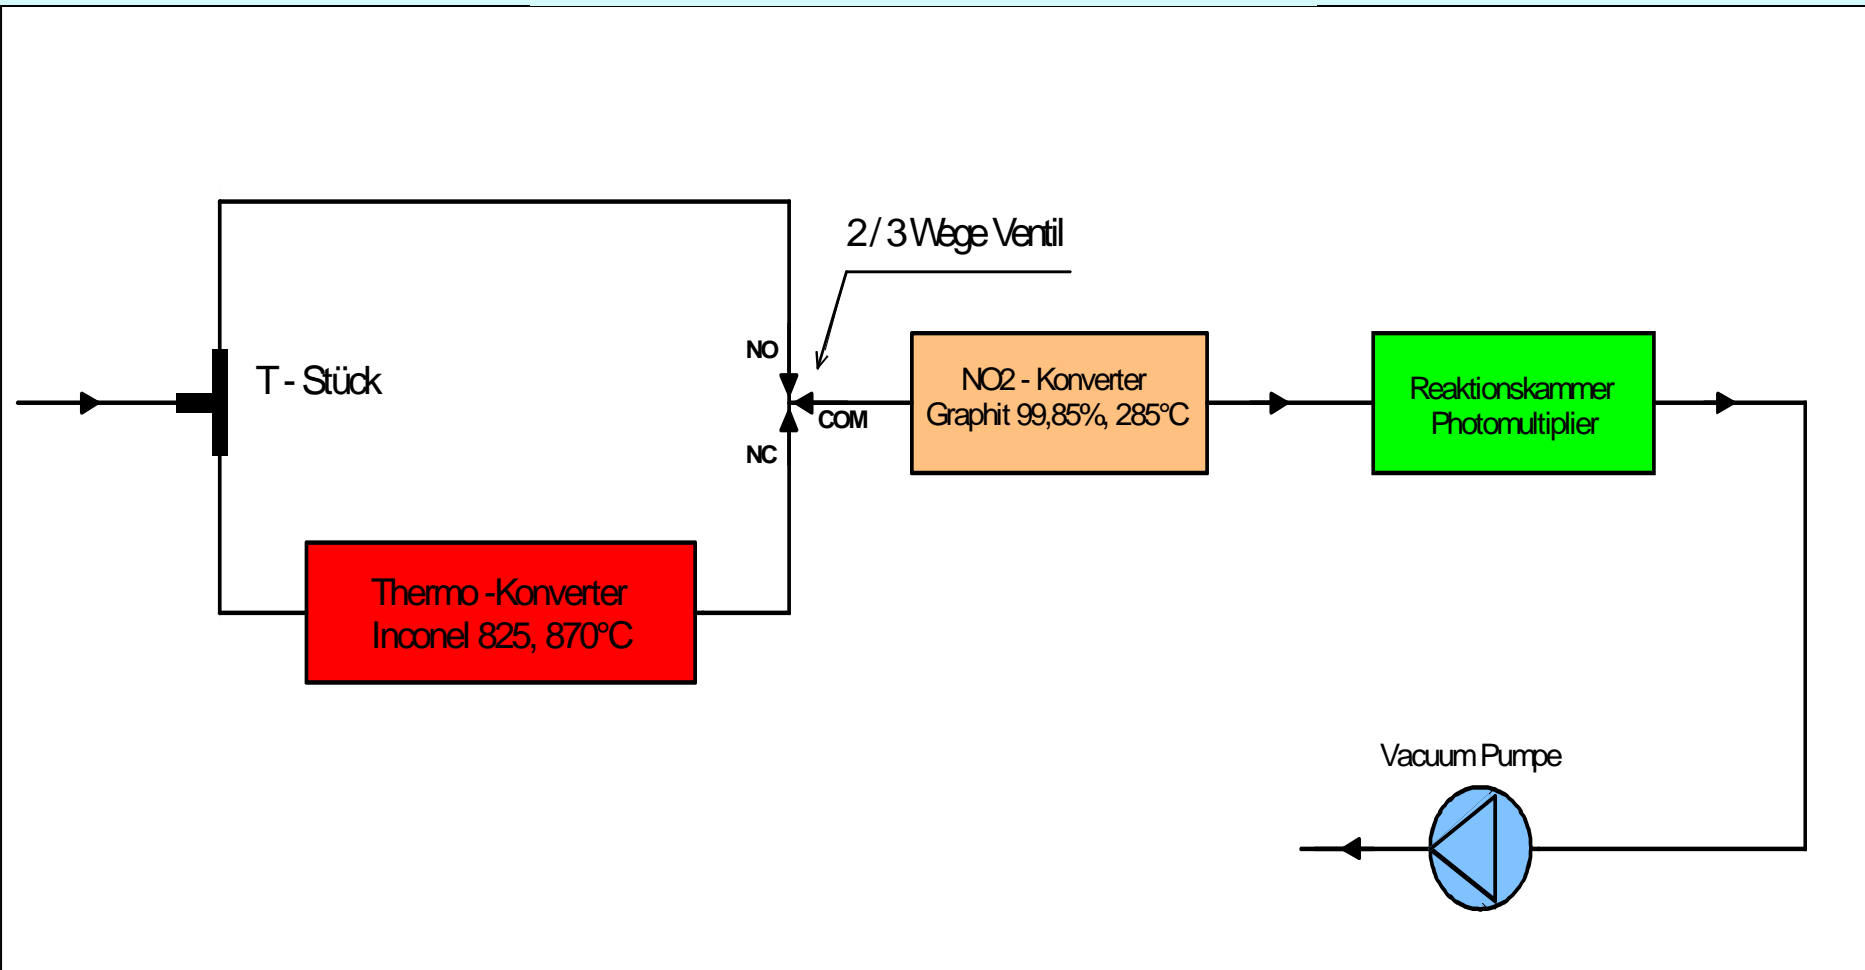 2 / 3 Wege Ventil
NO
T - Stück
COM
NC
NO2 - Konverter
Graphit 99,85%, 285°C
Reaktionskammer
Photomultiplier
Thermo -Konverter
Inconel 825, 870°C
Vacuum Pumpe